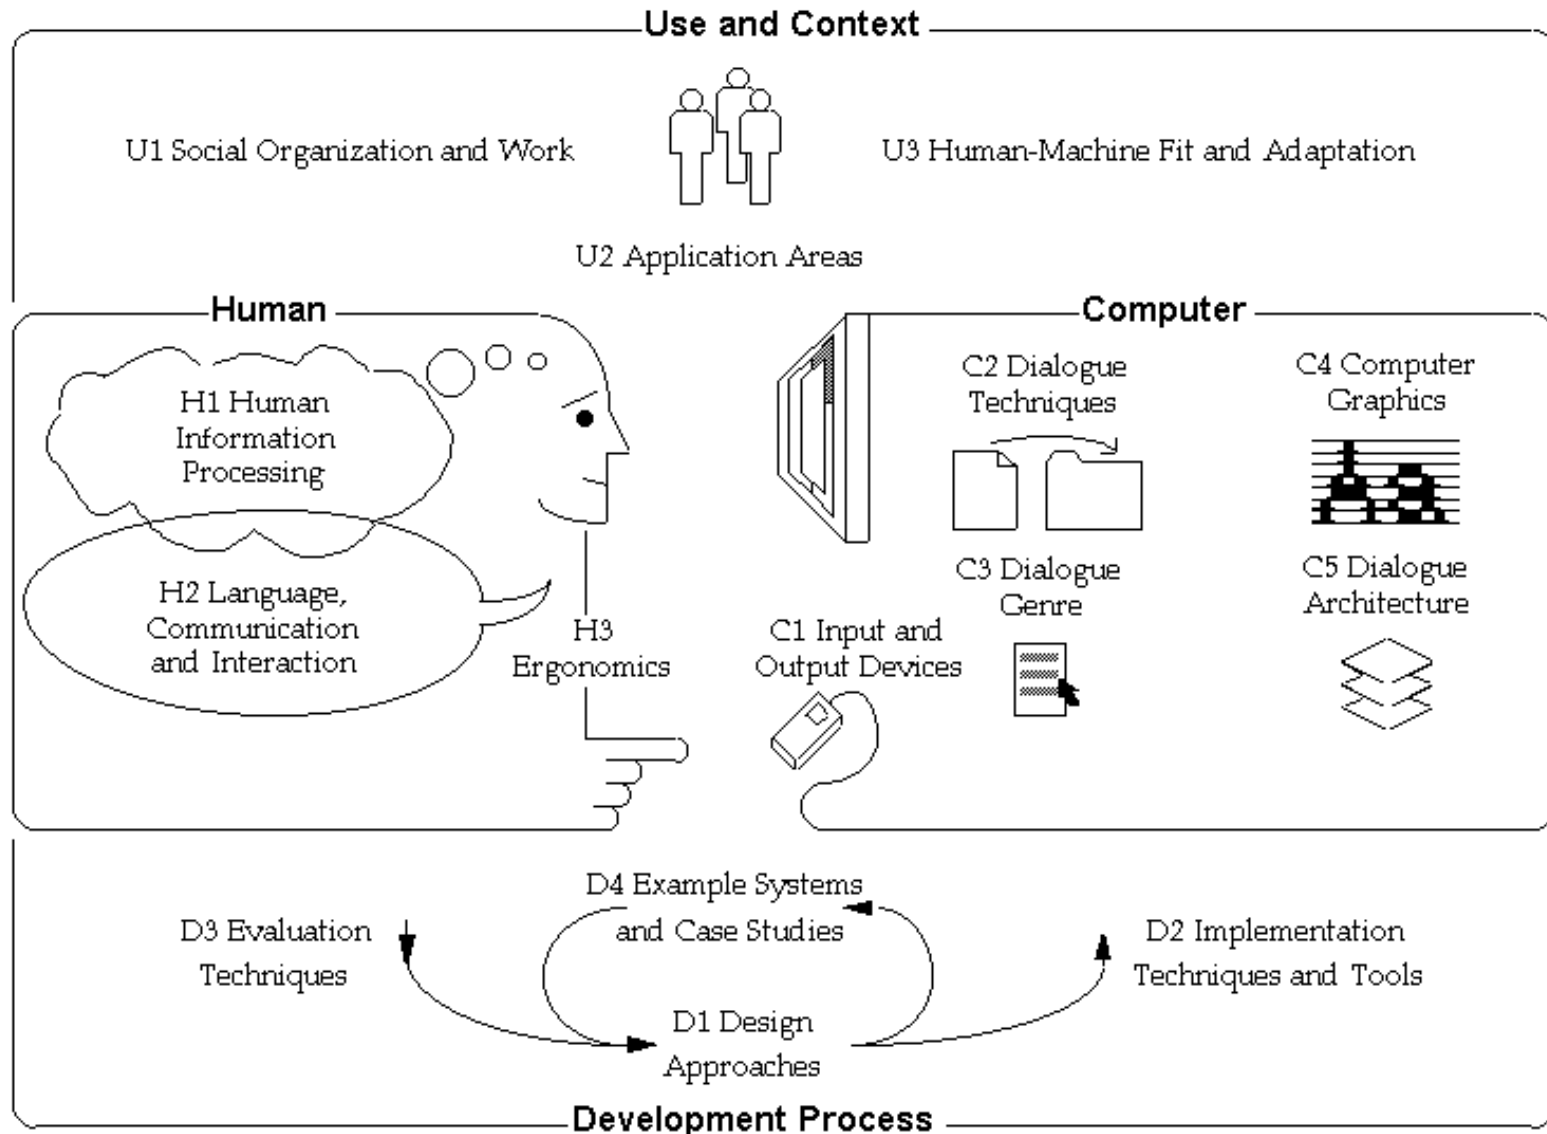 Use and Context
U1 Social Organization and Work
U3 Human-Machine Fit and Adaptation
U2 Application Areas
Human
H1 Human
Information
Processing
H2 Language,
Communication
and Interaction
H3
Ergonomics
Computer
C1 Input and
Output Devices
C2 Dialogue
Techniques
C3 Dialogue
Genre
C4 Computer
Graphics
C5 Dialogue
Architecture
D3 Evaluation
Techniques
D4 Example Systems
and Case Studies
D1 Design
Approaches
D2 Implementation
Techniques and Tools
Development Process